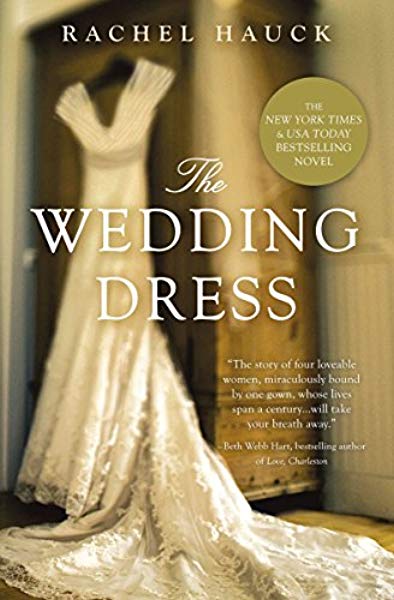 RACHEL HAUCK
THE
NEW YORK TIMES
& USA TODAY
BESTSELLING
NOVEL
The
WEDDING
DRESS
“The story of four loveable
women, miraculously bound
by one gown, whose lives
span a century...will take
your breath away.”
–Beth Webb Hart, bestselling author
of Love, Charleston